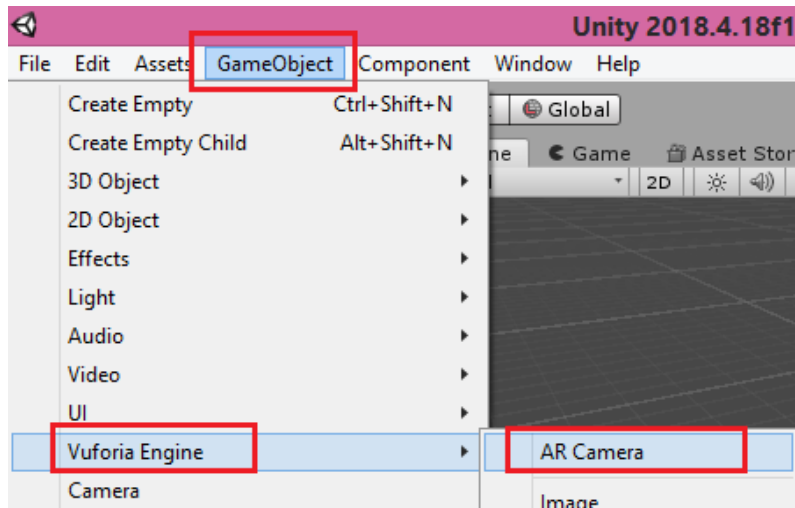 Unity 2018.4.18f1
File Edit Assets GameObject Component Window Help
Create Empty Ctrl+Shift+N
Global
Create Empty Child Alt+Shift+N
Game Asset Stor
3D Object
2D
2D Object
Effects
Light
Audio
Video
UI
Vuforia Engine
AR Camera
Camera
Image